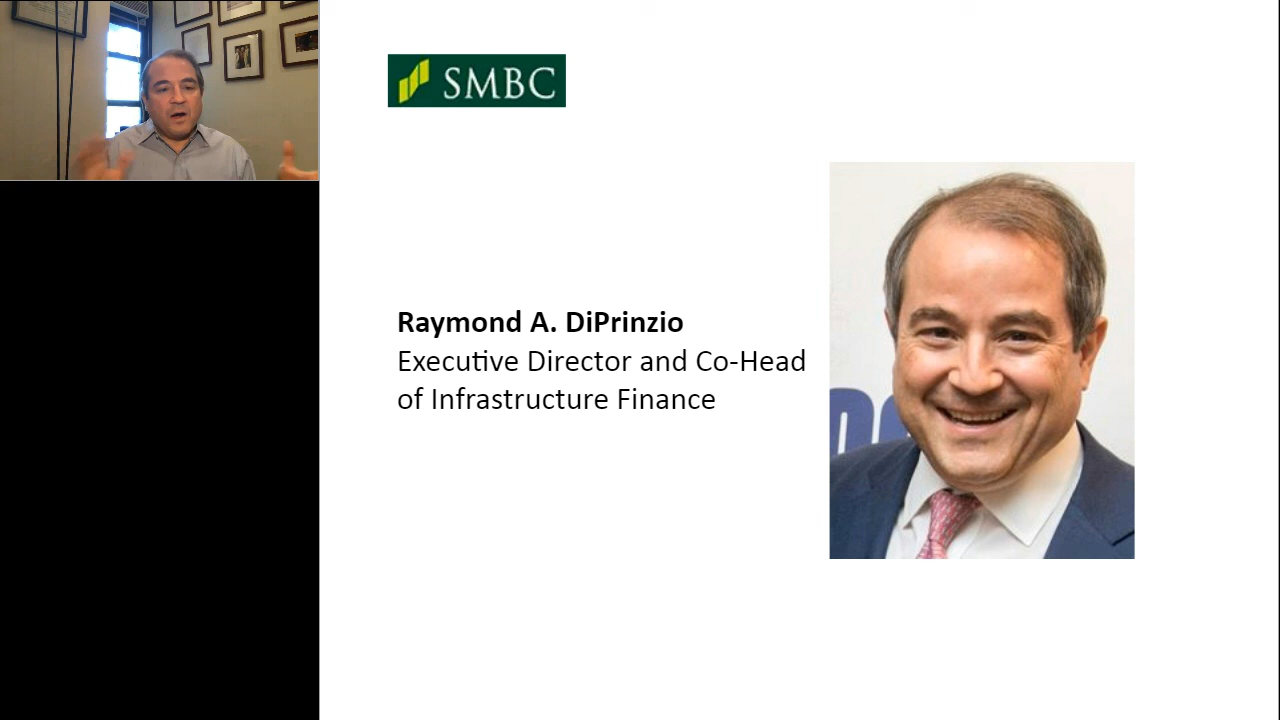 SMBC
Raymond A. DiPrinzio
Executive Director and Co-Head
of Infrastructure Finance